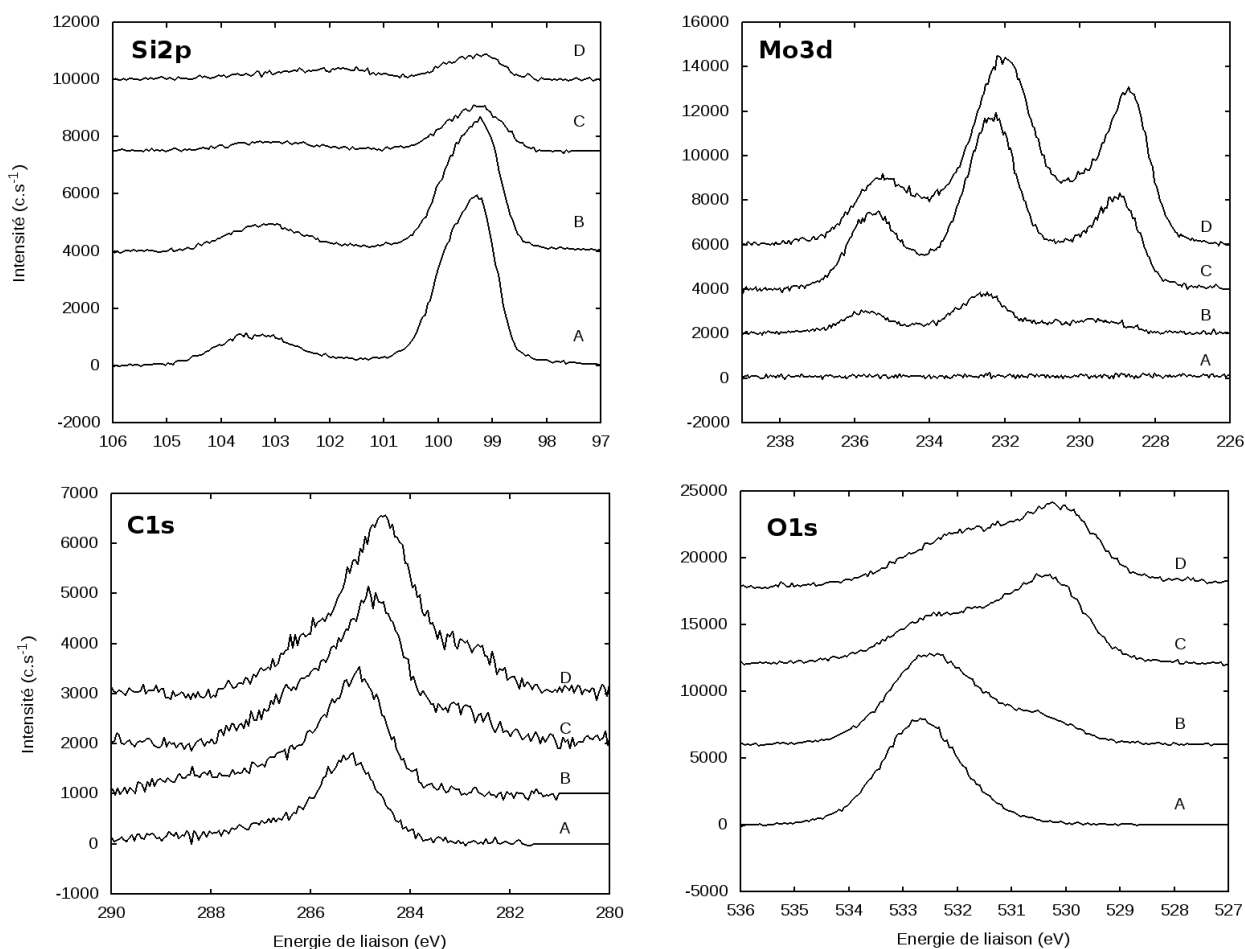 Si2p
12000
10000
8000
6000
4000
2000
0
-2000
D
C
B
A
106 105 104 103 102 101 100 99 98 97
Intensité (c.s-1)
Mo3d
16000
14000
12000
10000
8000
6000
4000
2000
0
-2000
D
C
B
A
238 236 234 232 230 228 226
C1s
7000
6000
5000
4000
3000
2000
1000
0
-1000
D
C
B
A
290 288 286 284 282 280
Intensité (c.s-1)
Energie de liaison (eV)
O1s
25000
20000
15000
10000
5000
0
-5000
D
C
B
A
536 535 534 533 532 531 530 529 528 527
Energie de liaison (eV)